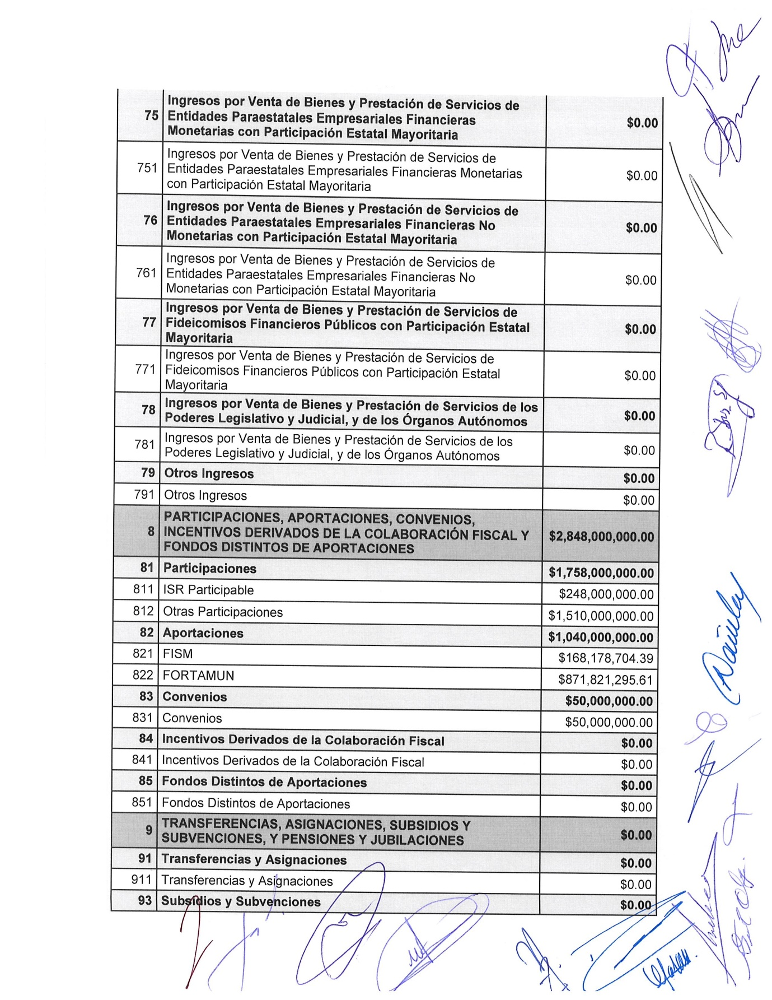 75 Ingresos por Venta de Bienes y Prestación de Servicios de
Entidades Paraestatales Empresariales Financieras
Monetarias con Participación Estatal Mayoritaria $0.00
751 Ingresos por Venta de Bienes y Prestación de Servicios de
Entidades Paraestatales Empresariales Financieras Monetarias
con Participación Estatal Mayoritaria $0.00
76 Ingresos por Venta de Bienes y Prestación de Servicios de
Entidades Paraestatales Empresariales Financieras No
Monetarias con Participación Estatal Mayoritaria $0.00
761 Ingresos por Venta de Bienes y Prestación de Servicios de
Entidades Paraestatales Empresariales Financieras No
Monetarias con Participación Estatal Mayoritaria $0.00
77 Ingresos por Venta de Bienes y Prestación de Servicios de
Fideicomisos Financieros Públicos con Participación Estatal
Mayoritaria $0.00
771 Ingresos por Venta de Bienes y Prestación de Servicios de
Fideicomisos Financieros Públicos con Participación Estatal
Mayoritaria $0.00
78 Ingresos por Venta de Bienes y Prestación de Servicios de los
Poderes Legislativo y Judicial, y de los Órganos Autónomos $0.00
781 Ingresos por Venta de Bienes y Prestación de Servicios de los
Poderes Legislativo y Judicial, y de los Órganos Autónomos $0.00
79 Otros Ingresos $0.00
791 Otros Ingresos $0.00
8 PARTICIPACIONES, APORTACIONES, CONVENIOS,
INCENTIVOS DERIVADOS DE LA COLABORACIÓN FISCAL Y
FONDOS DISTINTOS DE APORTACIONES $2,848,000,000.00
81 Participaciones $1,758,000,000.00
811 ISR Participable $248,000,000.00
812 Otras Participaciones $1,510,000,000.00
82 Aportaciones $1,040,000,000.00
821 FISM $168,178,704.39
822 FORTAMUN $871,821,295.61
83 Convenios $50,000,000.00
831 Convenios $50,000,000.00
84 Incentivos Derivados de la Colaboración Fiscal $0.00
841 Incentivos Derivados de la Colaboración Fiscal $0.00
85 Fondos Distintos de Aportaciones $0.00
851 Fondos Distintos de Aportaciones $0.00
9 TRANSFERENCIAS, ASIGNACIONES, SUBSIDIOS Y
SUBVENCIONES, Y PENSIONES Y JUBILACIONES $0.00
91 Transferencias y Asignaciones $0.00
911 Transferencias y Asignaciones $0.00
93 Subsidios y Subvenciones $0.00